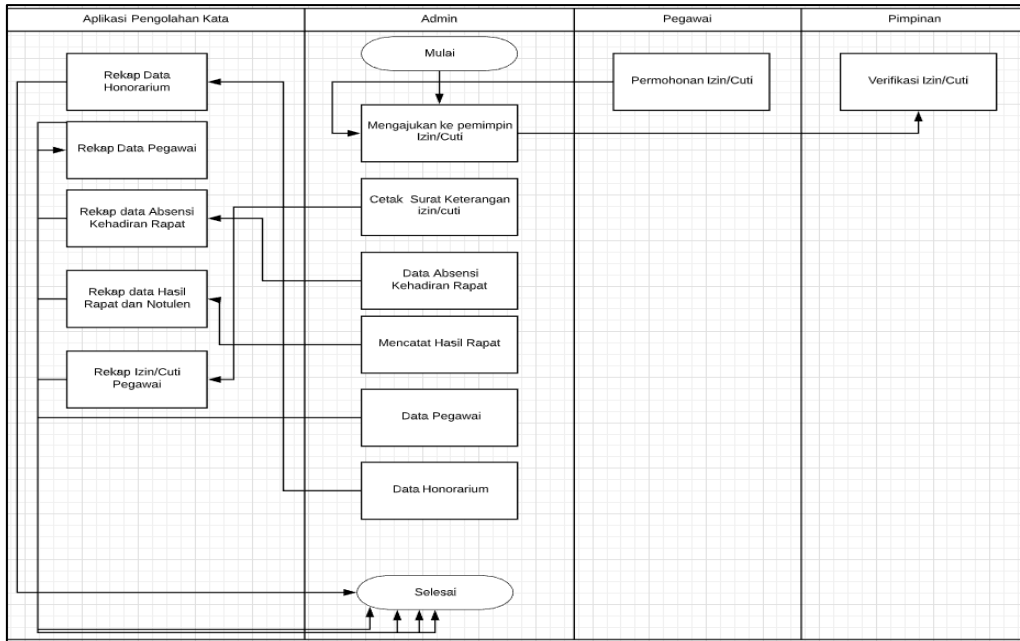 Aplikasi Pengolahan Kata
Admin
Pegawai
Pimpinan
Mulai
Rekap Data
Honorarium
Permohonan Izin/Cuti
Verifikasi Izin/Cuti
Mengajukan ke pemimpin
Izin/Cuti
Rekap Data Pegawai
Cetak Surat Keterangan
izin/cuti
Rekap data Absensi
Kehadiran Rapat
Data Absensi
Kehadiran Rapat
Rekap data Hasil
Rapat dan Notulen
Mencatat Hasil Rapat
Rekap Izin/Cuti
Pegawai
Data Pegawai
Data Honorarium
Selesai